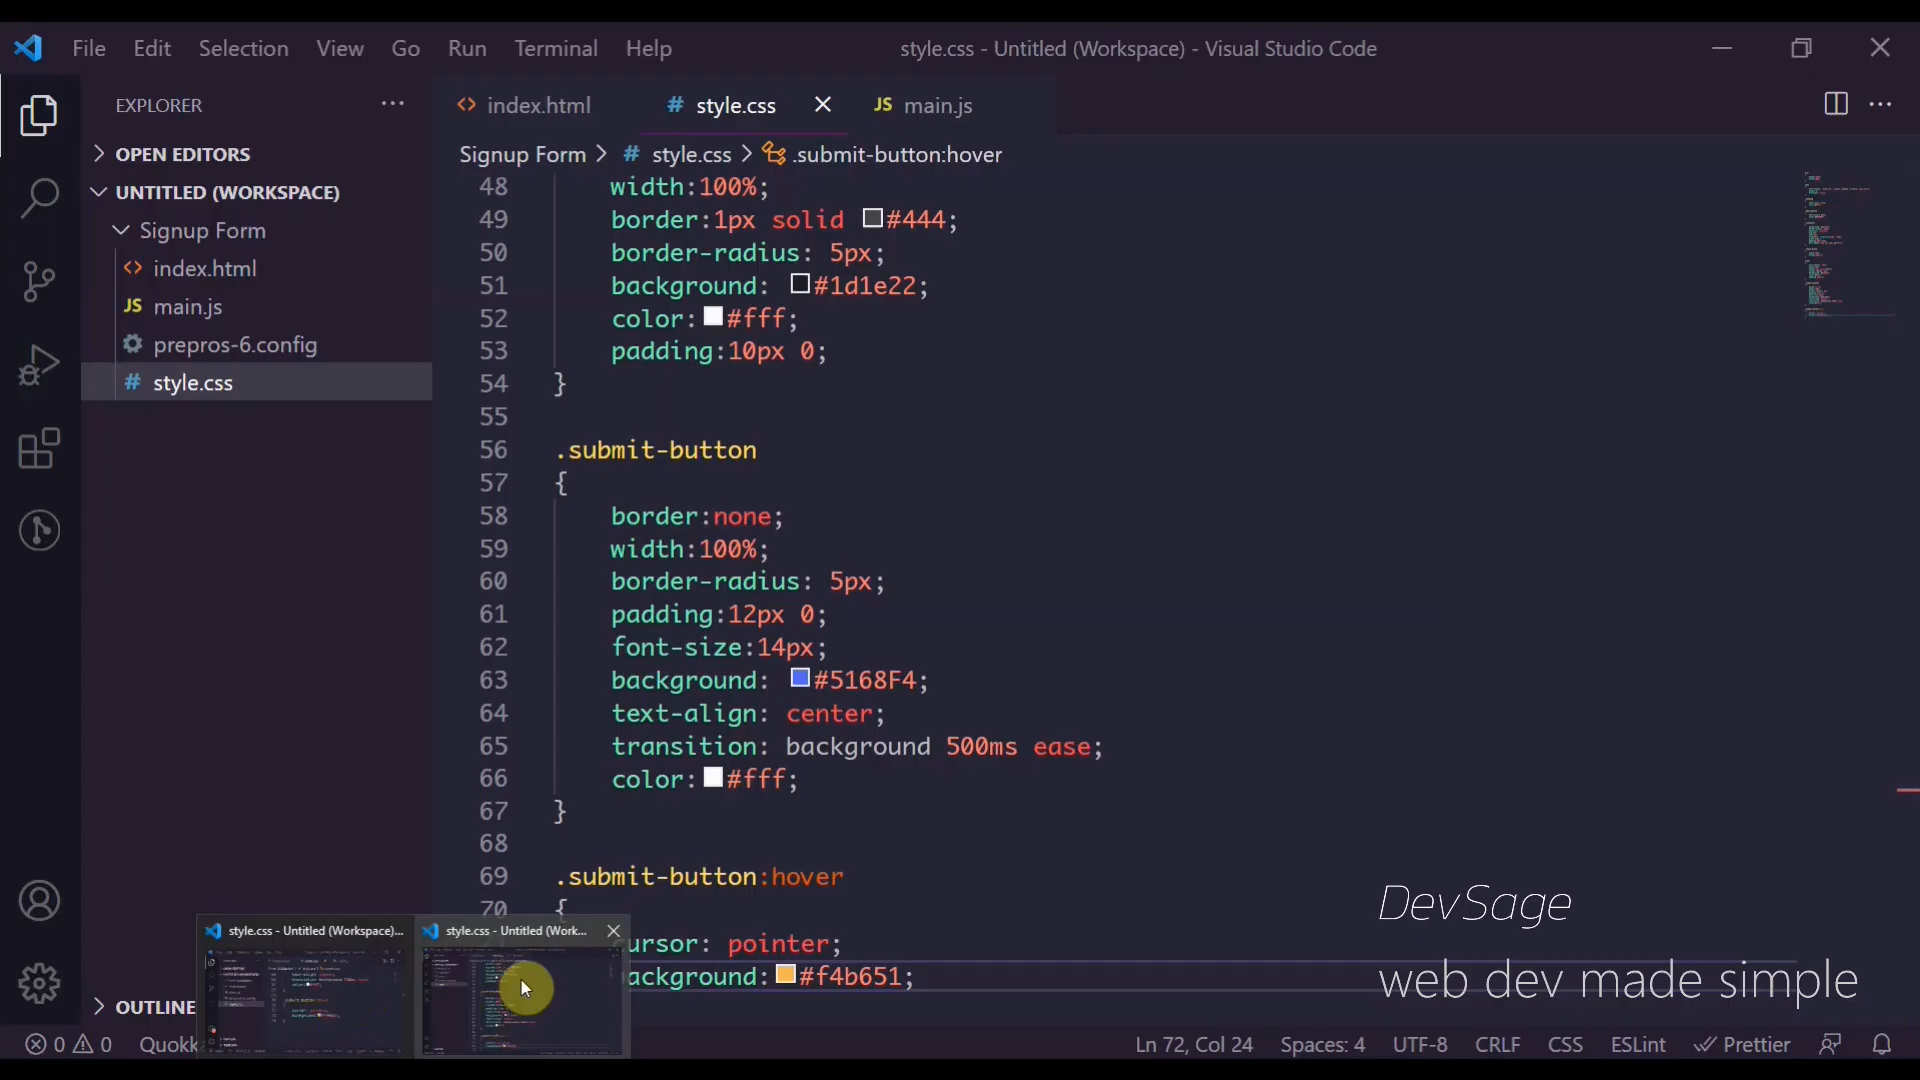 File Edit Selection View Go Run Terminal Help style.css - Untitled (Workspace) - Visual Studio Code
EXPLORER
OPEN EDITORS
UNTITLED (WORKSPACE)
Signup Form
index.html
JS main.js
prepros-6.config
# style.css
OUTLINE
index.html # style.css JS main.js
Signup Form > # style.css > .submit-button:hover
48 width:100%;
49 border:1px solid #444;
50 border-radius: 5px;
51 background: #1d1e22;
52 color:#fff;
53 padding:10px 0;
54 }
55
56 .submit-button
57 {
58 border:none;
59 width:100%;
60 border-radius: 5px;
61 padding:12px 0;
62 font-size:14px;
63 background: #5168F4;
64 text-align: center;
65 transition: background 500ms ease;
66 color:#fff;
67 }
68
69 .submit-button:hover
70 {
cursor: pointer;
ackground:#f4b651;
style.css - Untitled (Workspace)...
style.css - Untitled (Work...
DevSage
web dev made simple
0 0 Quokk
Ln 72, Col 24 Spaces: 4 UTF-8 CRLF CSS ESLint Prettier